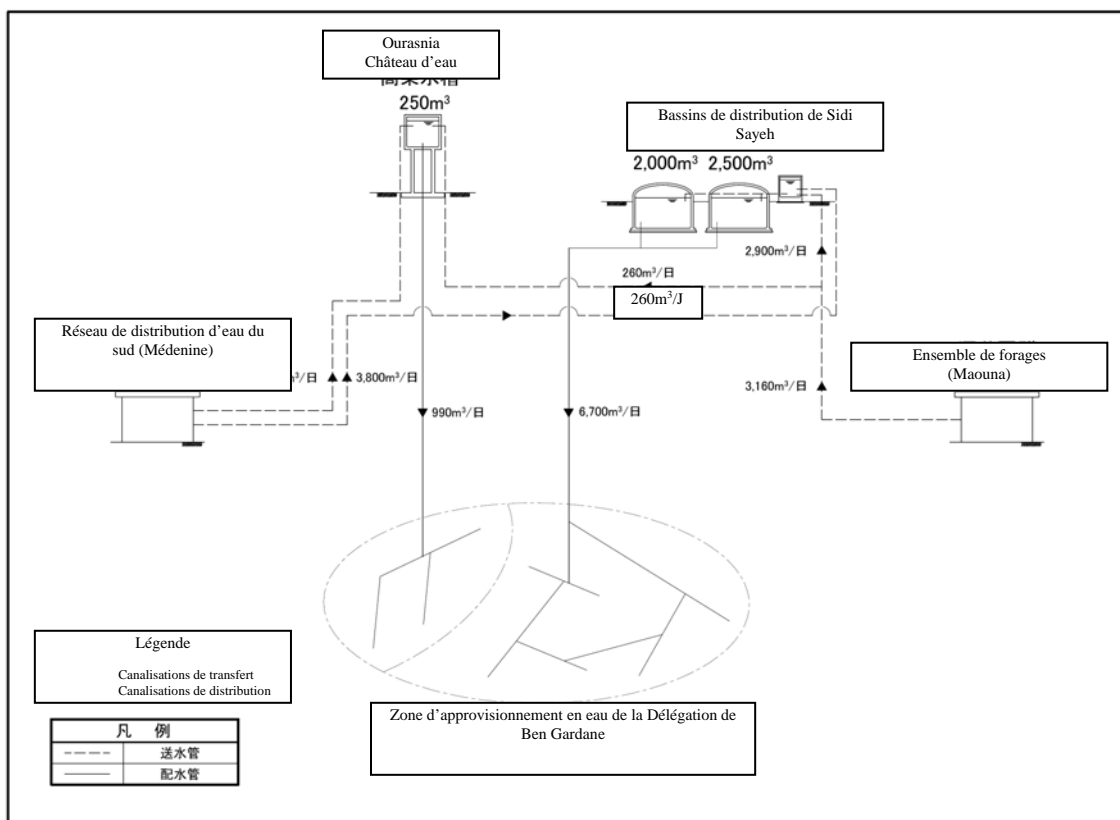 Ourasnia
Château d'eau
250m³
Bassins de distribution de Sidi
Sayeh
2,000m³ 2,500m³
2,900m³/日
260m³/日
260m³/J
Réseau de distribution d'eau du
sud (Médenine)
Ensemble de forages
(Maouna)
m³/日 3,800m³/日
3,160m³/日
990m³/日
6,700m³/日
Légende
Canalisations de transfert
Canalisations de distribution
Zone d'approvisionnement en eau de la Délégation de
Ben Gardane
凡 例
送水管
配水管